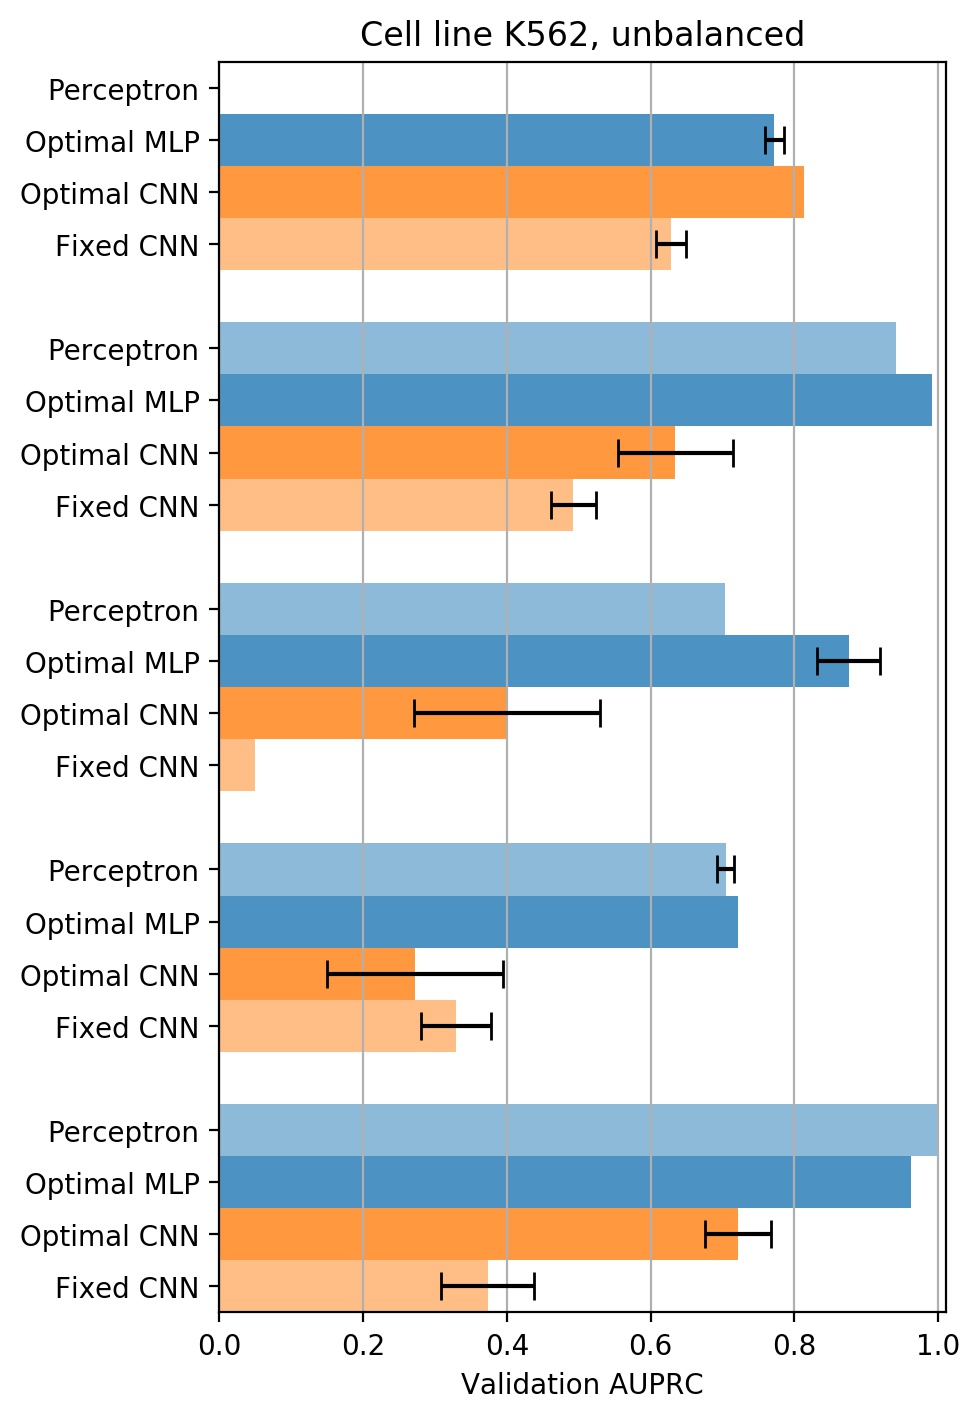 Cell line K562, unbalanced
Perceptron
Optimal MLP
Optimal CNN
Fixed CNN
Perceptron
Optimal MLP
Optimal CNN
Fixed CNN
Perceptron
Optimal MLP
Optimal CNN
Fixed CNN
Perceptron
Optimal MLP
Optimal CNN
Fixed CNN
Perceptron
Optimal MLP
Optimal CNN
Fixed CNN
0.0 0.2 0.4 0.6 0.8 1.0
Validation AUPRC